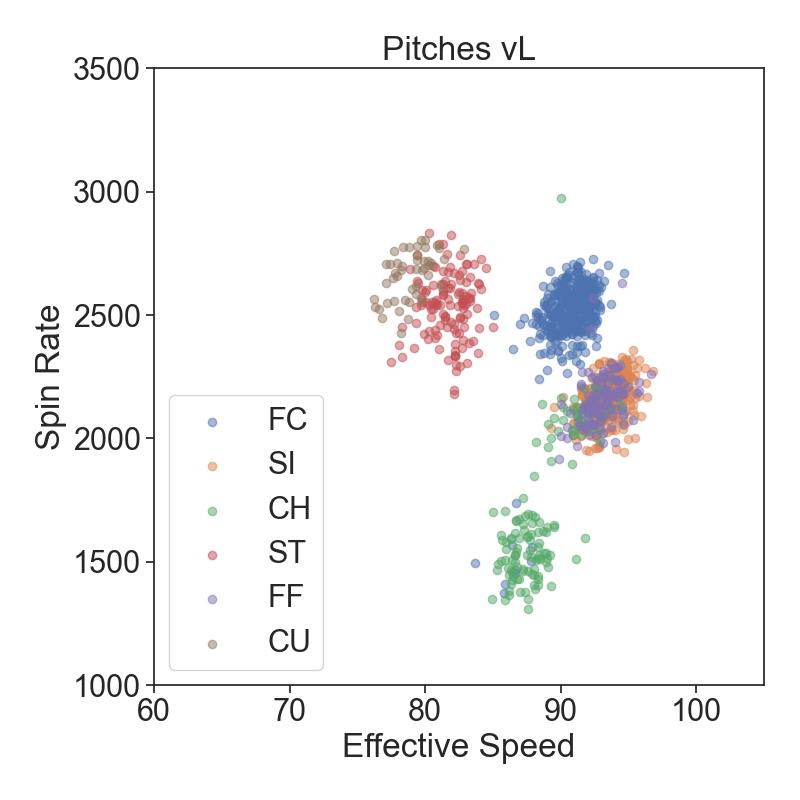 Pitches vL
3500
3000
2500
2000
1500
1000
Spin Rate
FC
SI
CH
ST
FF
CU
60 70 80 90 100
Effective Speed